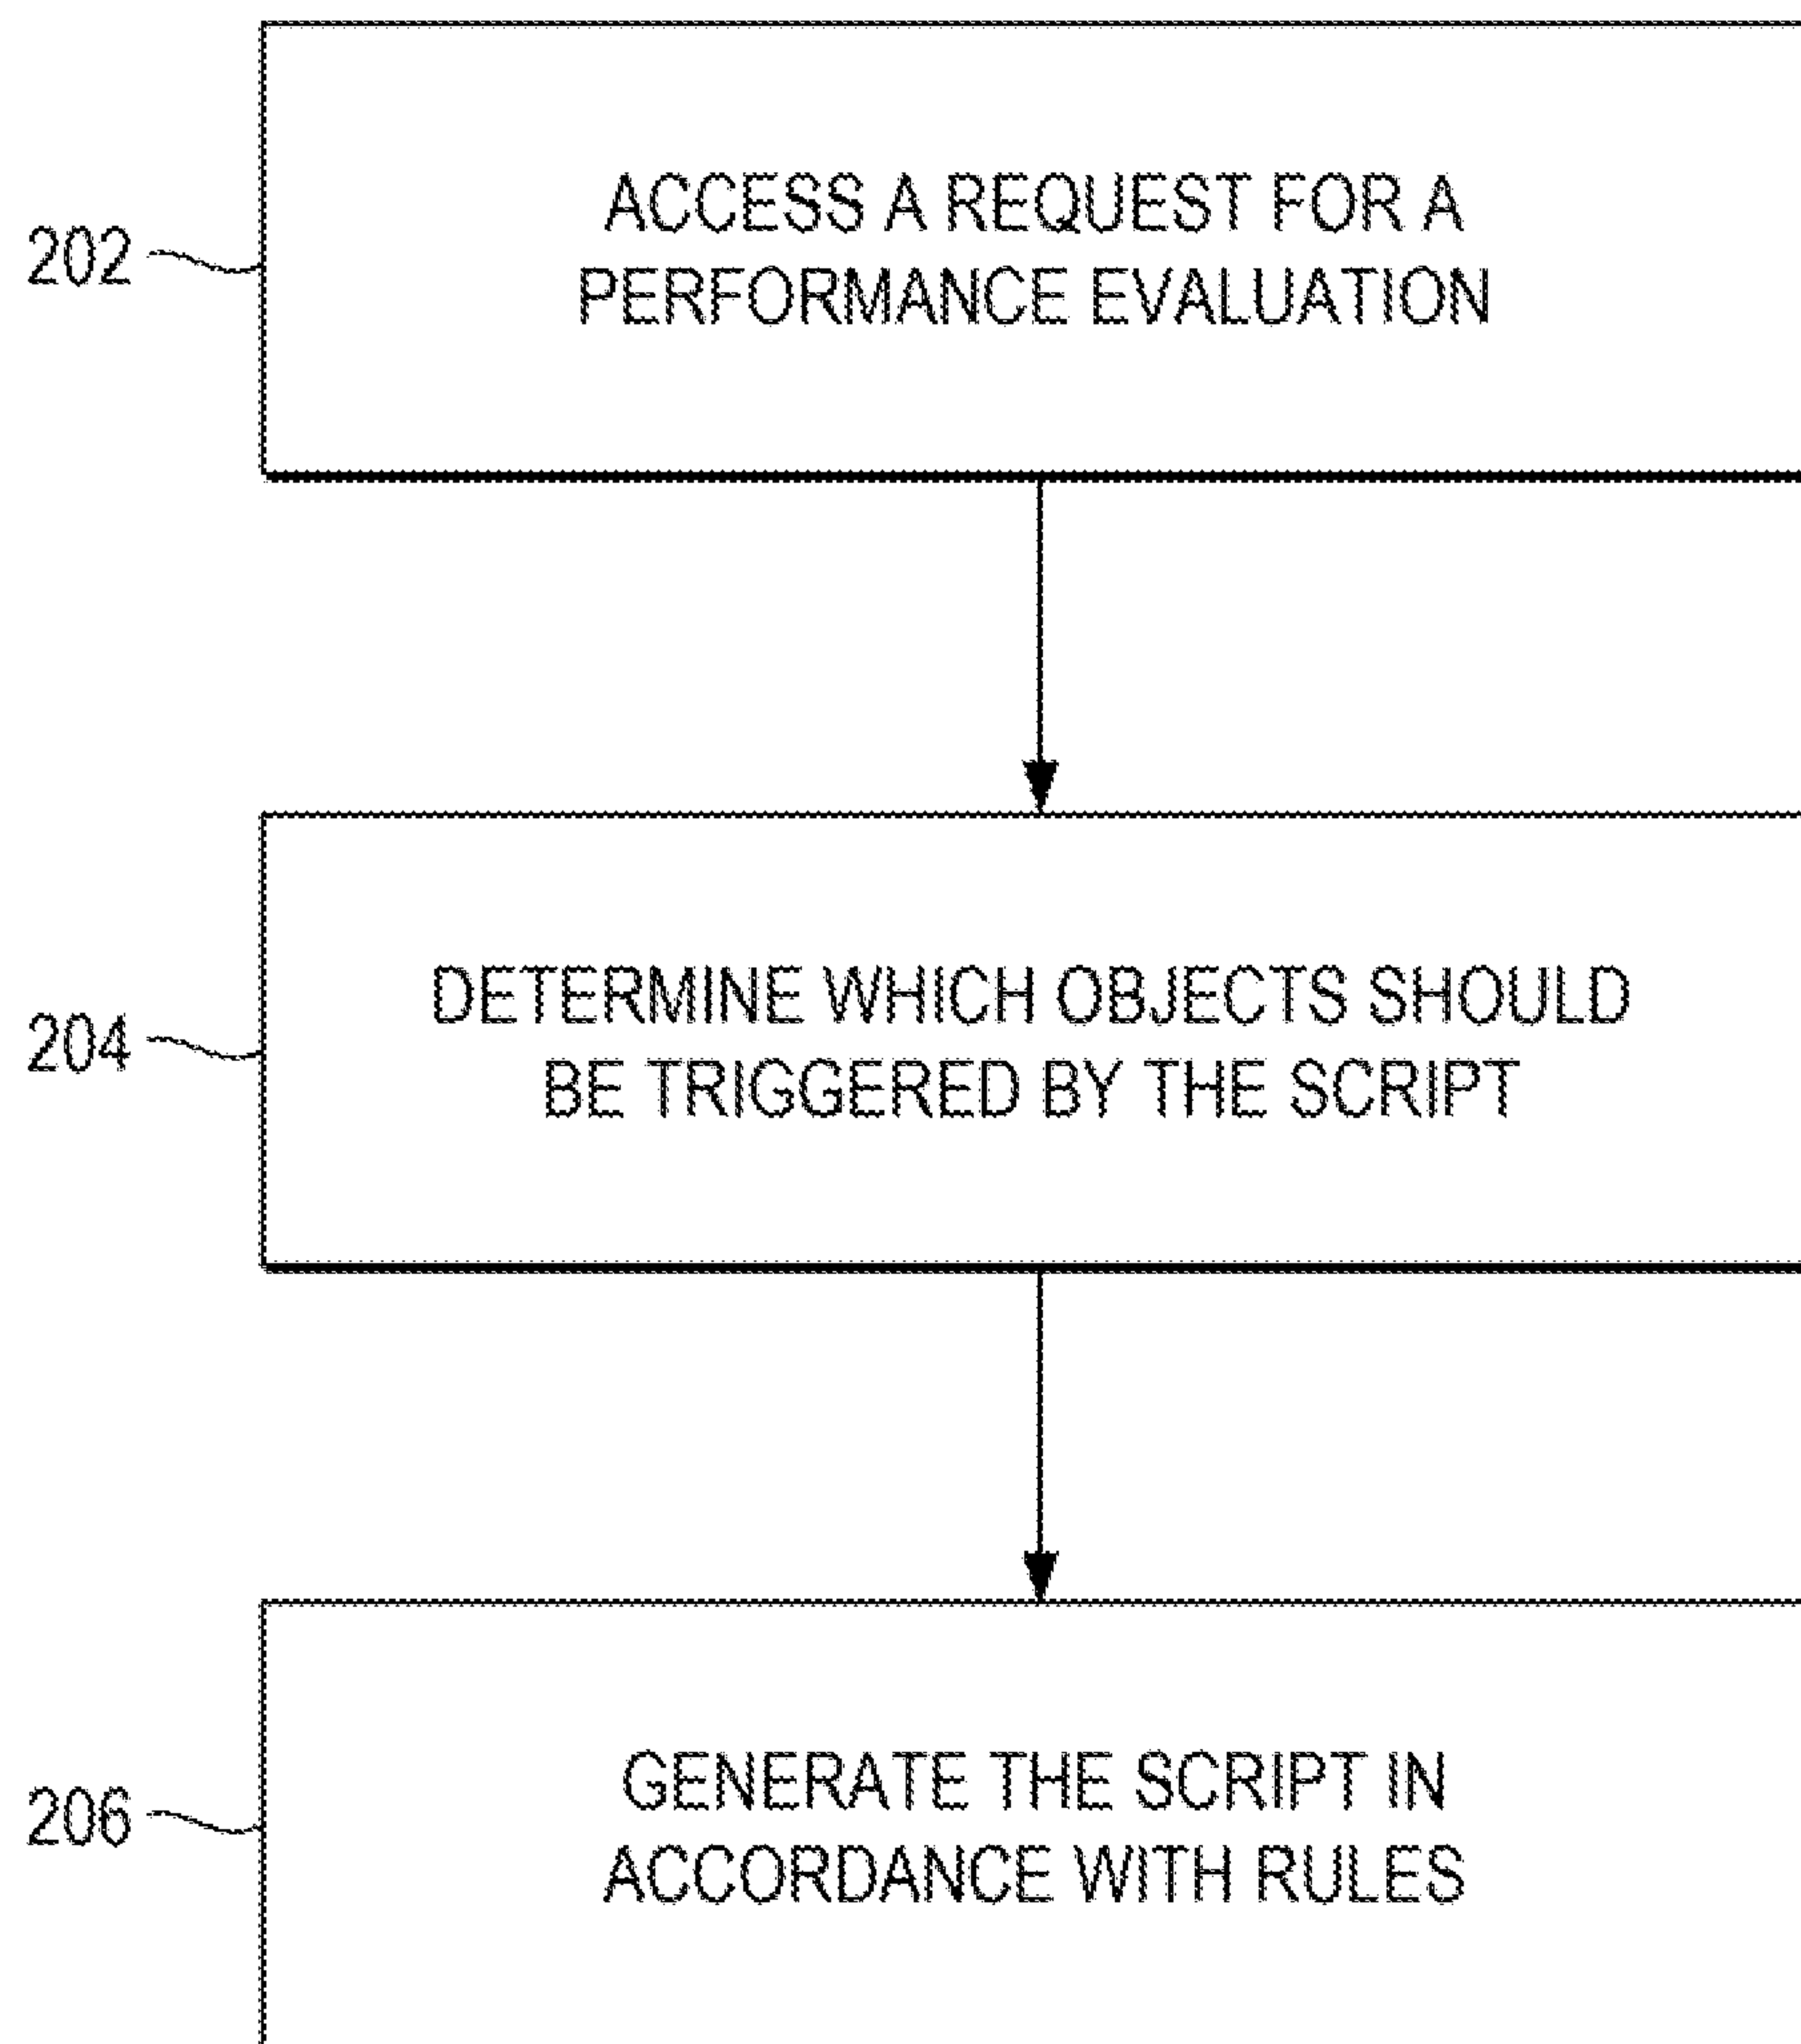 202
ACCESS A REQUEST FOR A
PERFORMANCE EVALUATION
204
DETERMINE WHICH OBJECTS SHOULD
BE TRIGGERED BY THE SCRIPT
206
GENERATE THE SCRIPT IN
ACCORDANCE WITH RULES